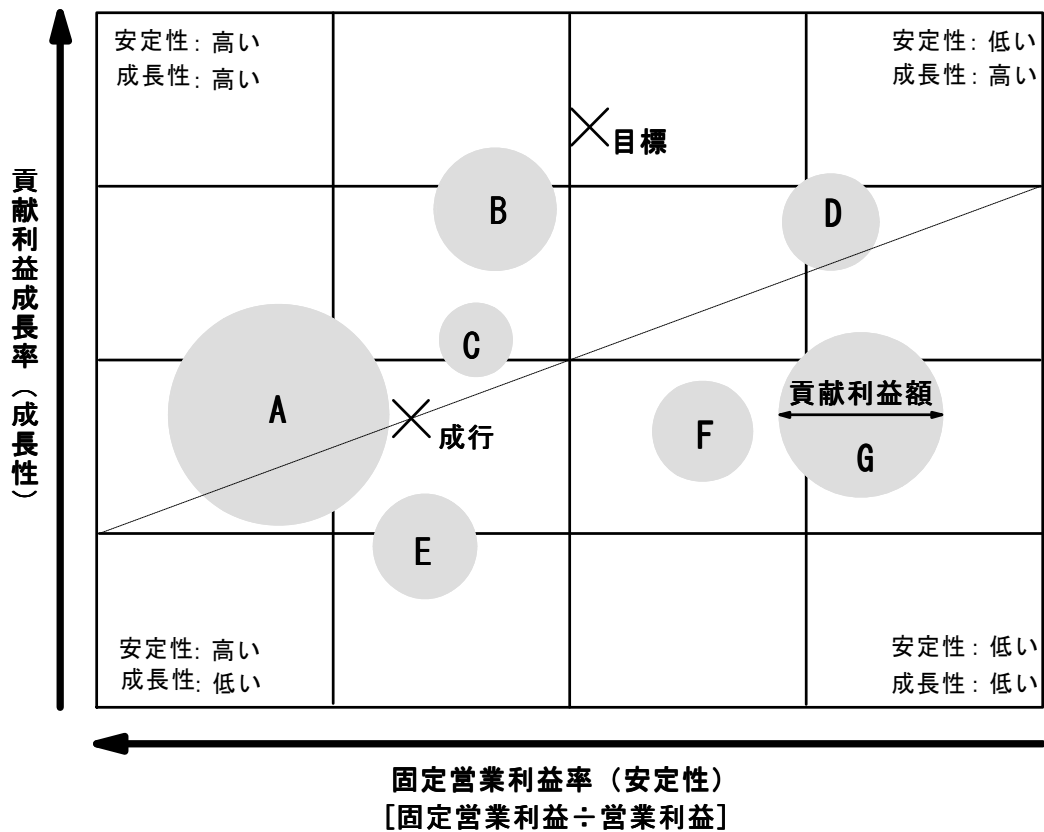 安定性：高い
成長性：高い
安定性：低い
成長性：高い
目標
B
D
貢献利益成長率（成長性）
C
A
貢献利益額
成行
F
G
E
安定性：高い
成長性：低い
安定性：低い
成長性：低い
固定営業利益率（安定性）
[固定営業利益÷営業利益]